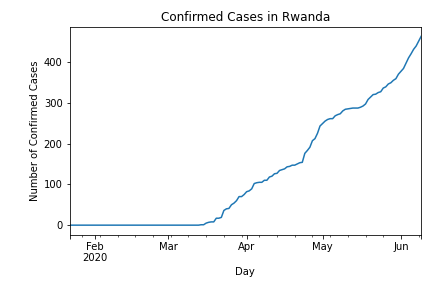 Confirmed Cases in Rwanda
Number of Confirmed Cases
400
300
200
100
0
Feb Mar Apr May Jun
2020
Day